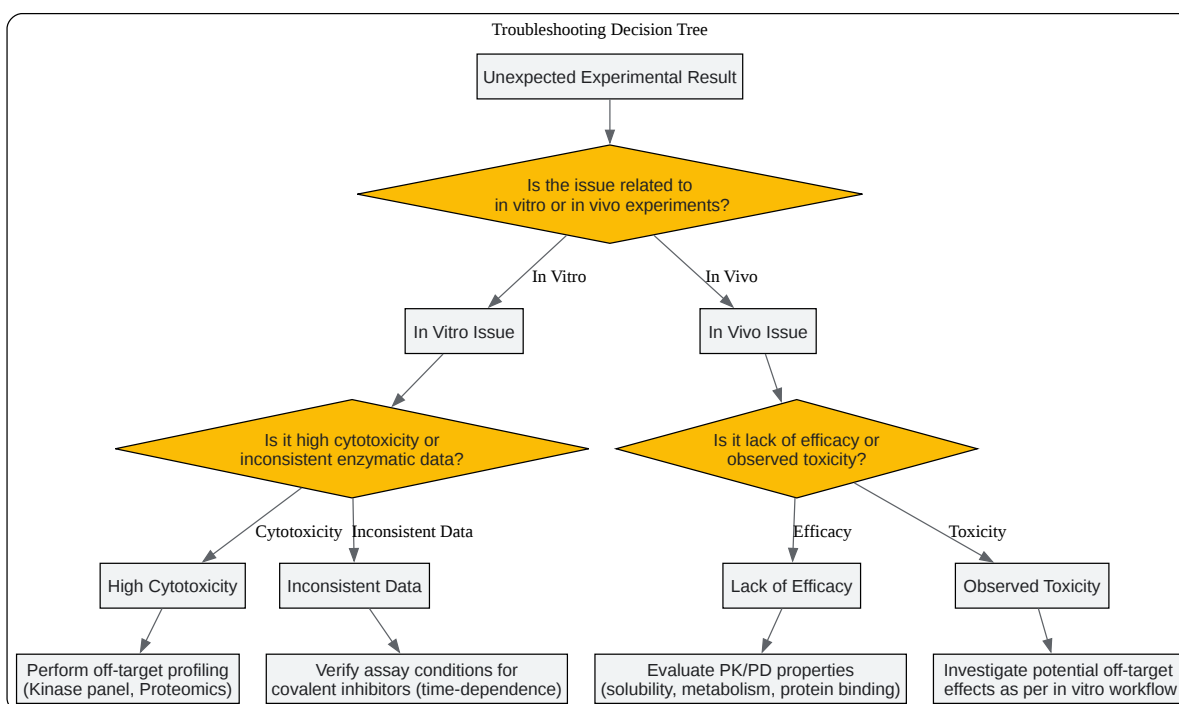 Troubleshooting Decision Tree
Unexpected Experimental Result
Is the issue related to
in vitro or in vivo experiments?
In Vitro
In Vivo
In Vitro Issue
In Vivo Issue
Is it high cytotoxicity or
inconsistent enzymatic data?
Is it lack of efficacy or
observed toxicity?
Cytotoxicity
Inconsistent Data
Efficacy
Toxicity
High Cytotoxicity
Inconsistent Data
Lack of Efficacy
Observed Toxicity
Perform off-target profiling
(Kinase panel, Proteomics)
Verify assay conditions for
covalent inhibitors (time-dependence)
Evaluate PK/PD properties
(solubility, metabolism, protein binding)
Investigate potential off-target
effects as per in vitro workflow